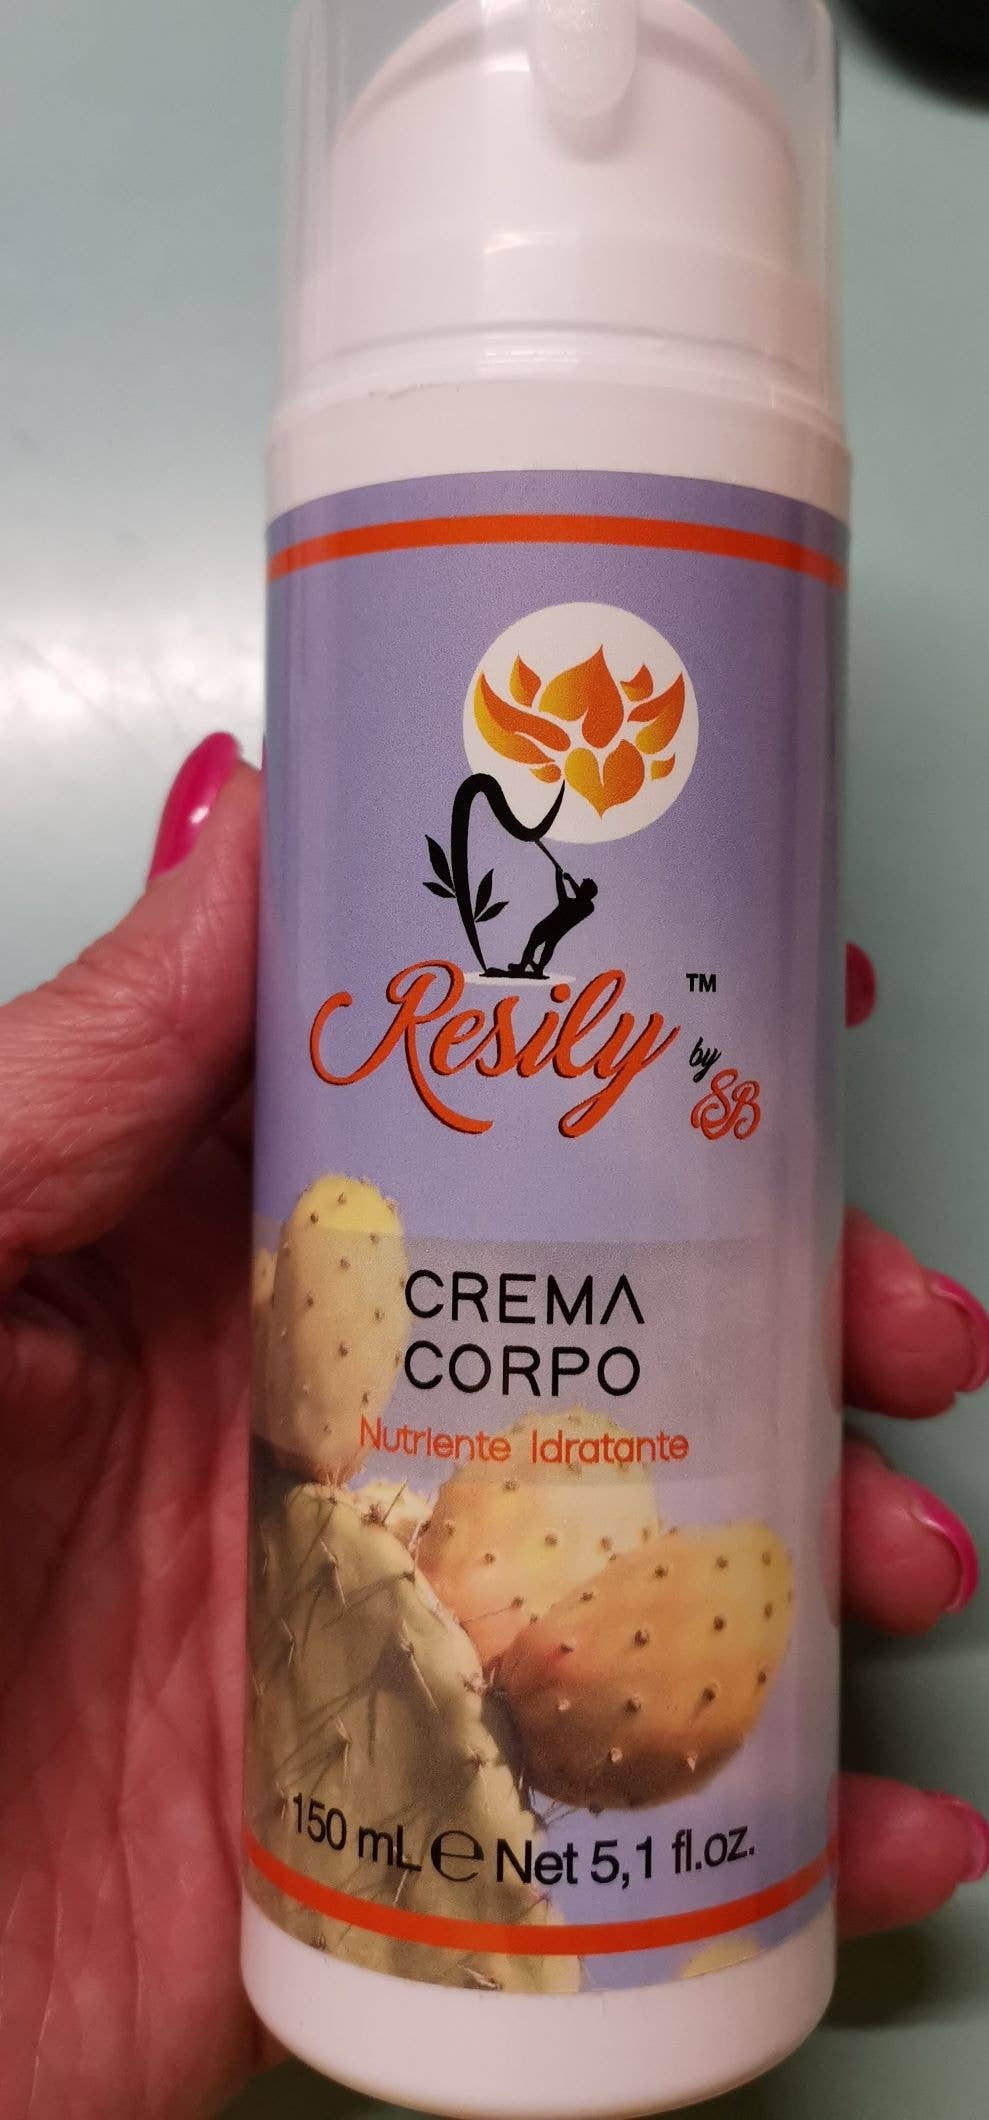 Resily ™
by
SB
CREMA
CORPO
Nutriente Idratante
150 mL ℮ Net 5,1 fl.oz.